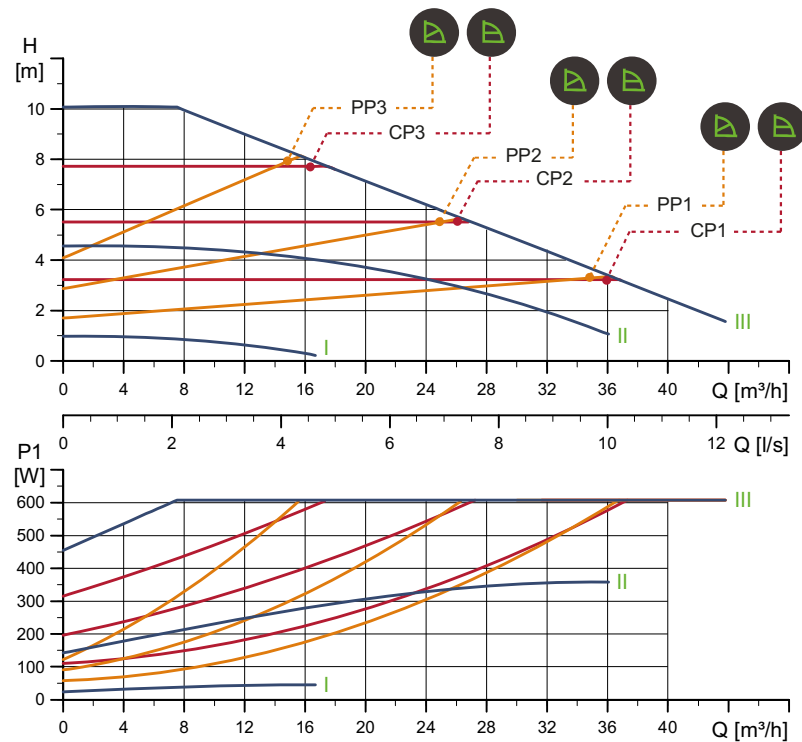 H
[m]
10
8
6
4
2
0
PP3
CP3
PP2
CP2
PP1
CP1
I
II
III
0 4 8 12 16 20 24 28 32 36 40 Q [m³/h]
0 2 4 6 8 10 12 Q [l/s]
P1
[W]
600
500
400
300
200
100
0
III
II
I
0 4 8 12 16 20 24 28 32 36 40
Q [m³/h]